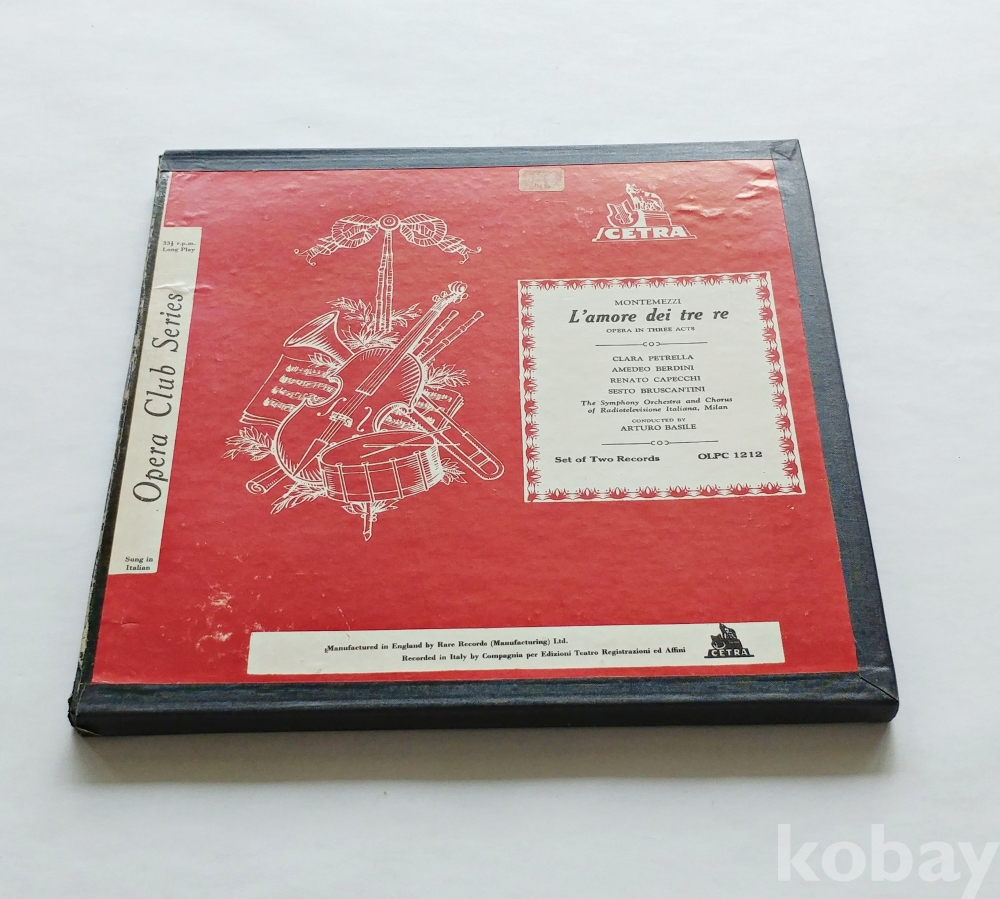 33⅓ r.p.m.
Long Play
Opera Club Series
Sung in
Italian
CETRA
MONTEMEZZI
L'amore dei tre re
OPERA IN THREE ACTS
CLARA PETRELLA
AMEDEO BERDINI
RENATO CAPECCHI
SESTO BRUSCANTINI
The Symphony Orchestra and Chorus
of Radiotelevisione Italiana, Milan
CONDUCTED BY
ARTURO BASILE
Set of Two Records OLPC 1212
Manufactured in England by Rare Records (Manufacturing) Ltd.
Recorded in Italy by Compagnia per Edizioni Teatro Registrazioni ed Affini
CETRA
kobay